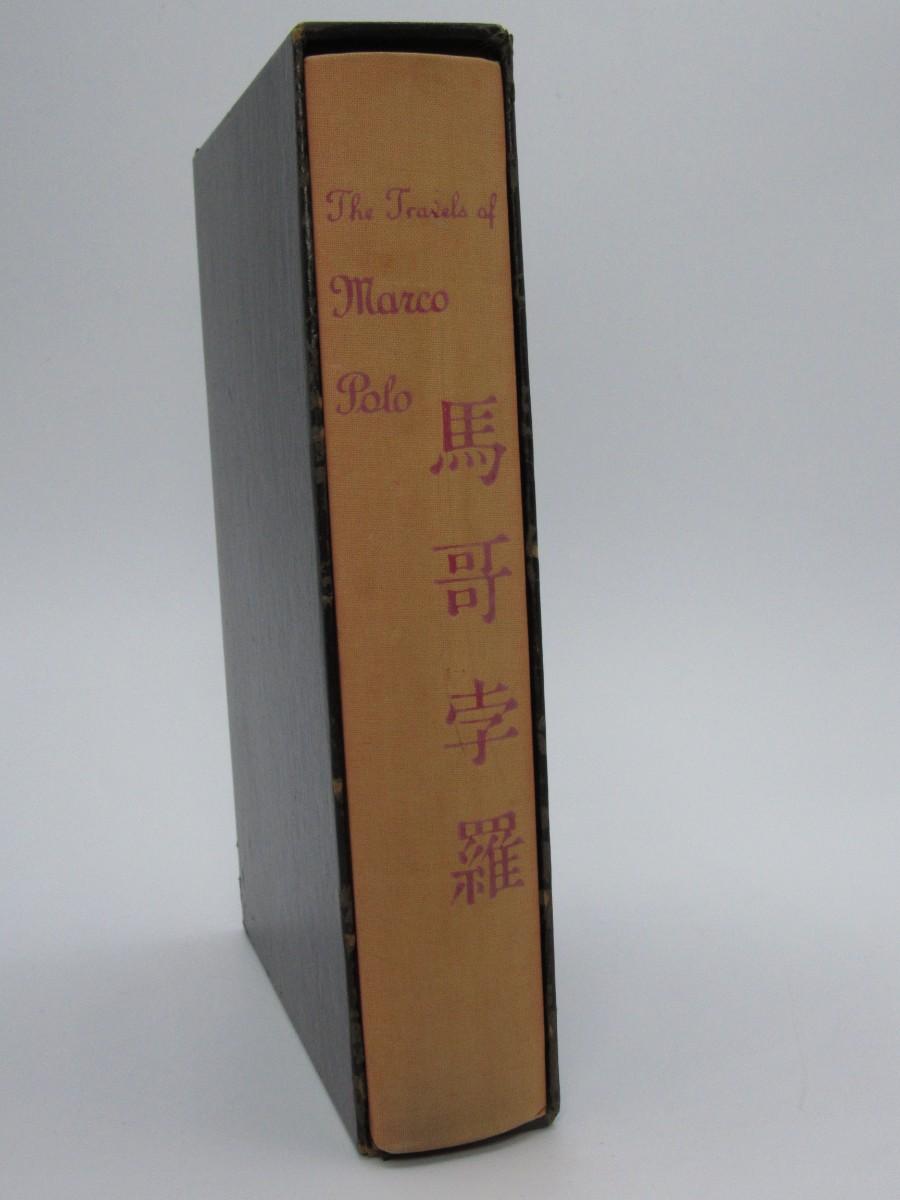 The Travels of
Marco
Polo
馬哥孛羅